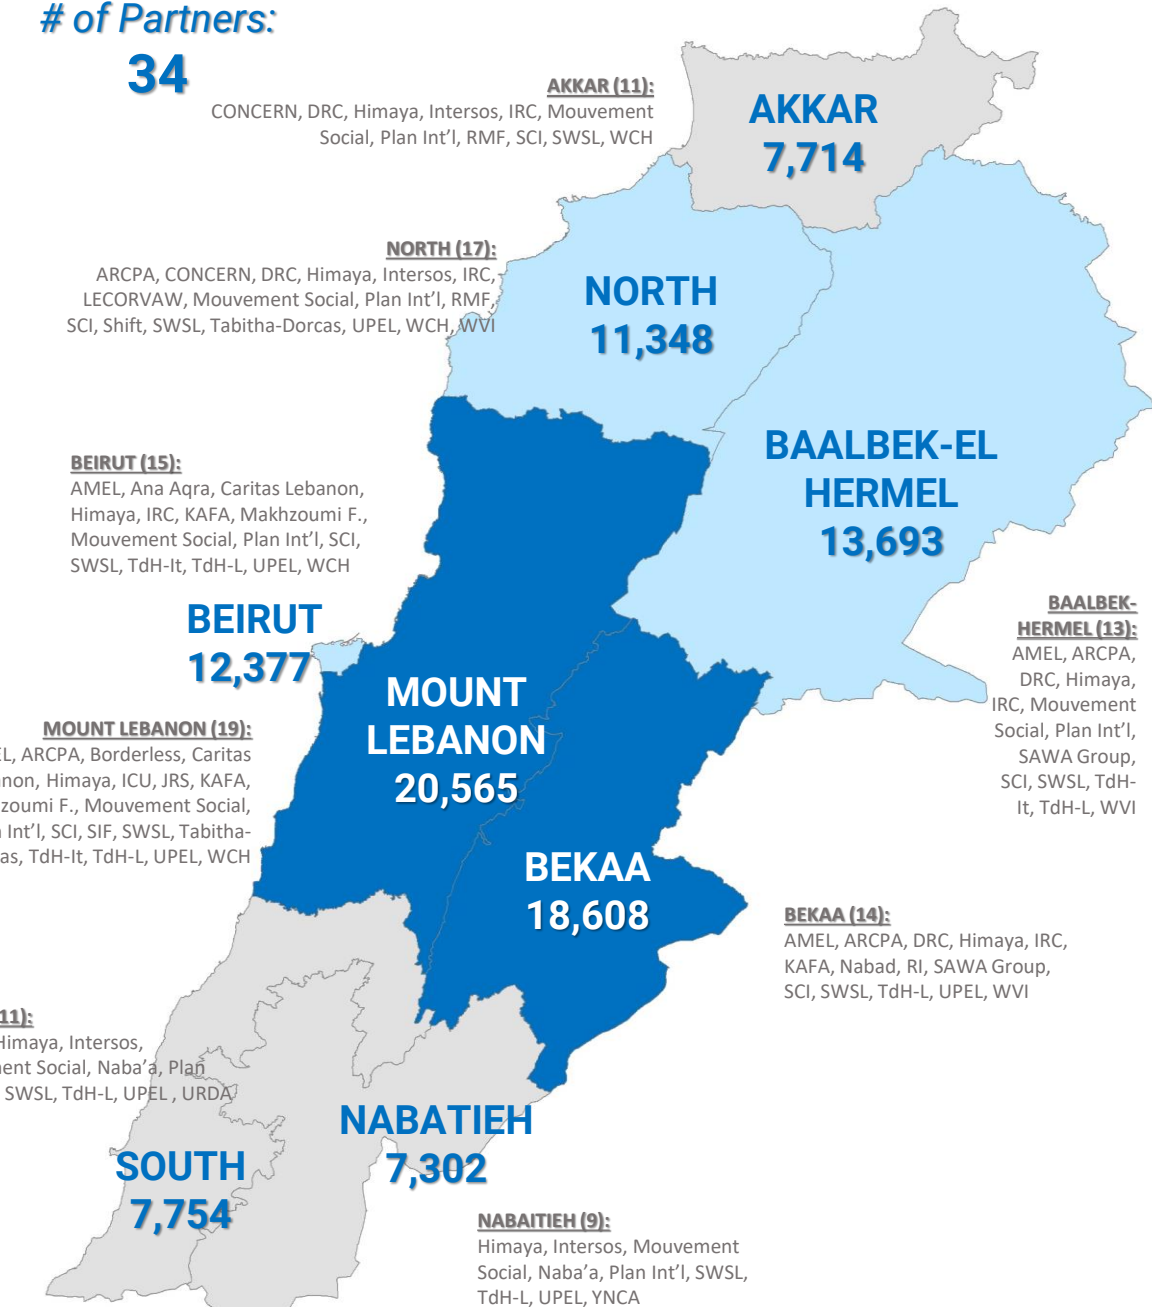 # of Partners:
34
AKKAR (11):
CONCERN, DRC, Himaya, Intersos, IRC, Mouvement
Social, Plan Int’l, RMF, SCI, SWSL, WCH
AKKAR
7,714
NORTH (17):
ARCPA, CONCERN, DRC, Himaya, Intersos, IRC,
LECORVAW, Mouvement Social, Plan Int’l, RMF,
SCI, Shift, SWSL, Tabitha-Dorcas, UPEL, WCH, WVI
NORTH
11,348
BEIRUT (15):
AMEL, Ana Aqra, Caritas Lebanon,
Himaya, IRC, KAFA, Makhzoumi F.,
Mouvement Social, Plan Int’l, SCI,
SWSL, TdH-It, TdH-L, UPEL, WCH
BAALBEK-EL
HERMEL
13,693
BEIRUT
12,377
BAALBEK-
HERMEL (13):
AMEL, ARCPA,
DRC, Himaya,
IRC, Mouvement
Social, Plan Int’l,
SAWA Group,
SCI, SWSL, TdH-
It, TdH-L, WVI
MOUNT
LEBANON
20,565
MOUNT LEBANON (19):
ARCPA, Borderless, Caritas
Himaya, ICU, JRS, KAFA,
F., Mouvement Social,
Int’l, SCI, SIF, SWSL, Tabitha-
TdH-It, TdH-L, UPEL, WCH
BEKAA
18,608
BEKAA (14):
AMEL, ARCPA, DRC, Himaya, IRC,
KAFA, Nabad, RI, SAWA Group,
SCI, SWSL, TdH-L, UPEL, WVI
11):
Himaya, Intersos,
Social, Naba’a, Plan
SWSL, TdH-L, UPEL , URDA
NABATIEH
7,302
SOUTH
7,754
NABAITIEH (9):
Himaya, Intersos, Mouvement
Social, Naba’a, Plan Int’l, SWSL,
TdH-L, UPEL, YNCA